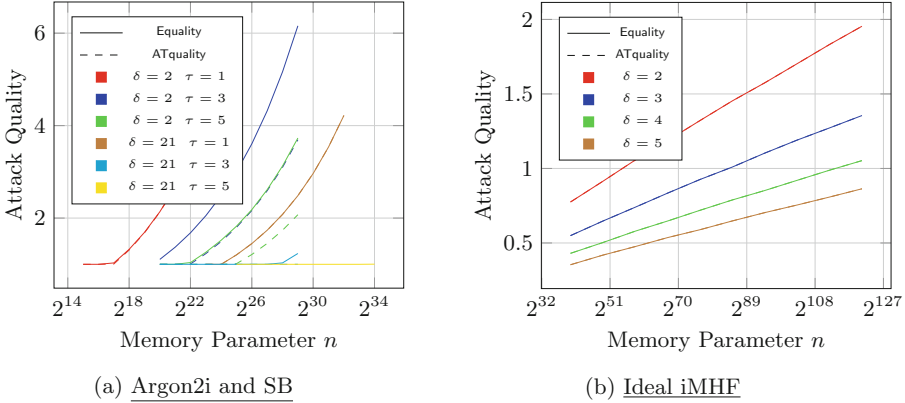 Equality
ATquality
δ = 2 τ = 1
δ = 2 τ = 3
δ = 2 τ = 5
δ = 21 τ = 1
δ = 21 τ = 3
δ = 21 τ = 5
6
4
2
Attack Quality
2^14 2^18 2^22 2^26 2^30 2^34
Memory Parameter n
(a) Argon2i and SB
Equality
ATquality
δ = 2
δ = 3
δ = 4
δ = 5
2
1.5
1
0.5
Attack Quality
2^32 2^51 2^70 2^89 2^108 2^127
Memory Parameter n
(b) Ideal iMHF